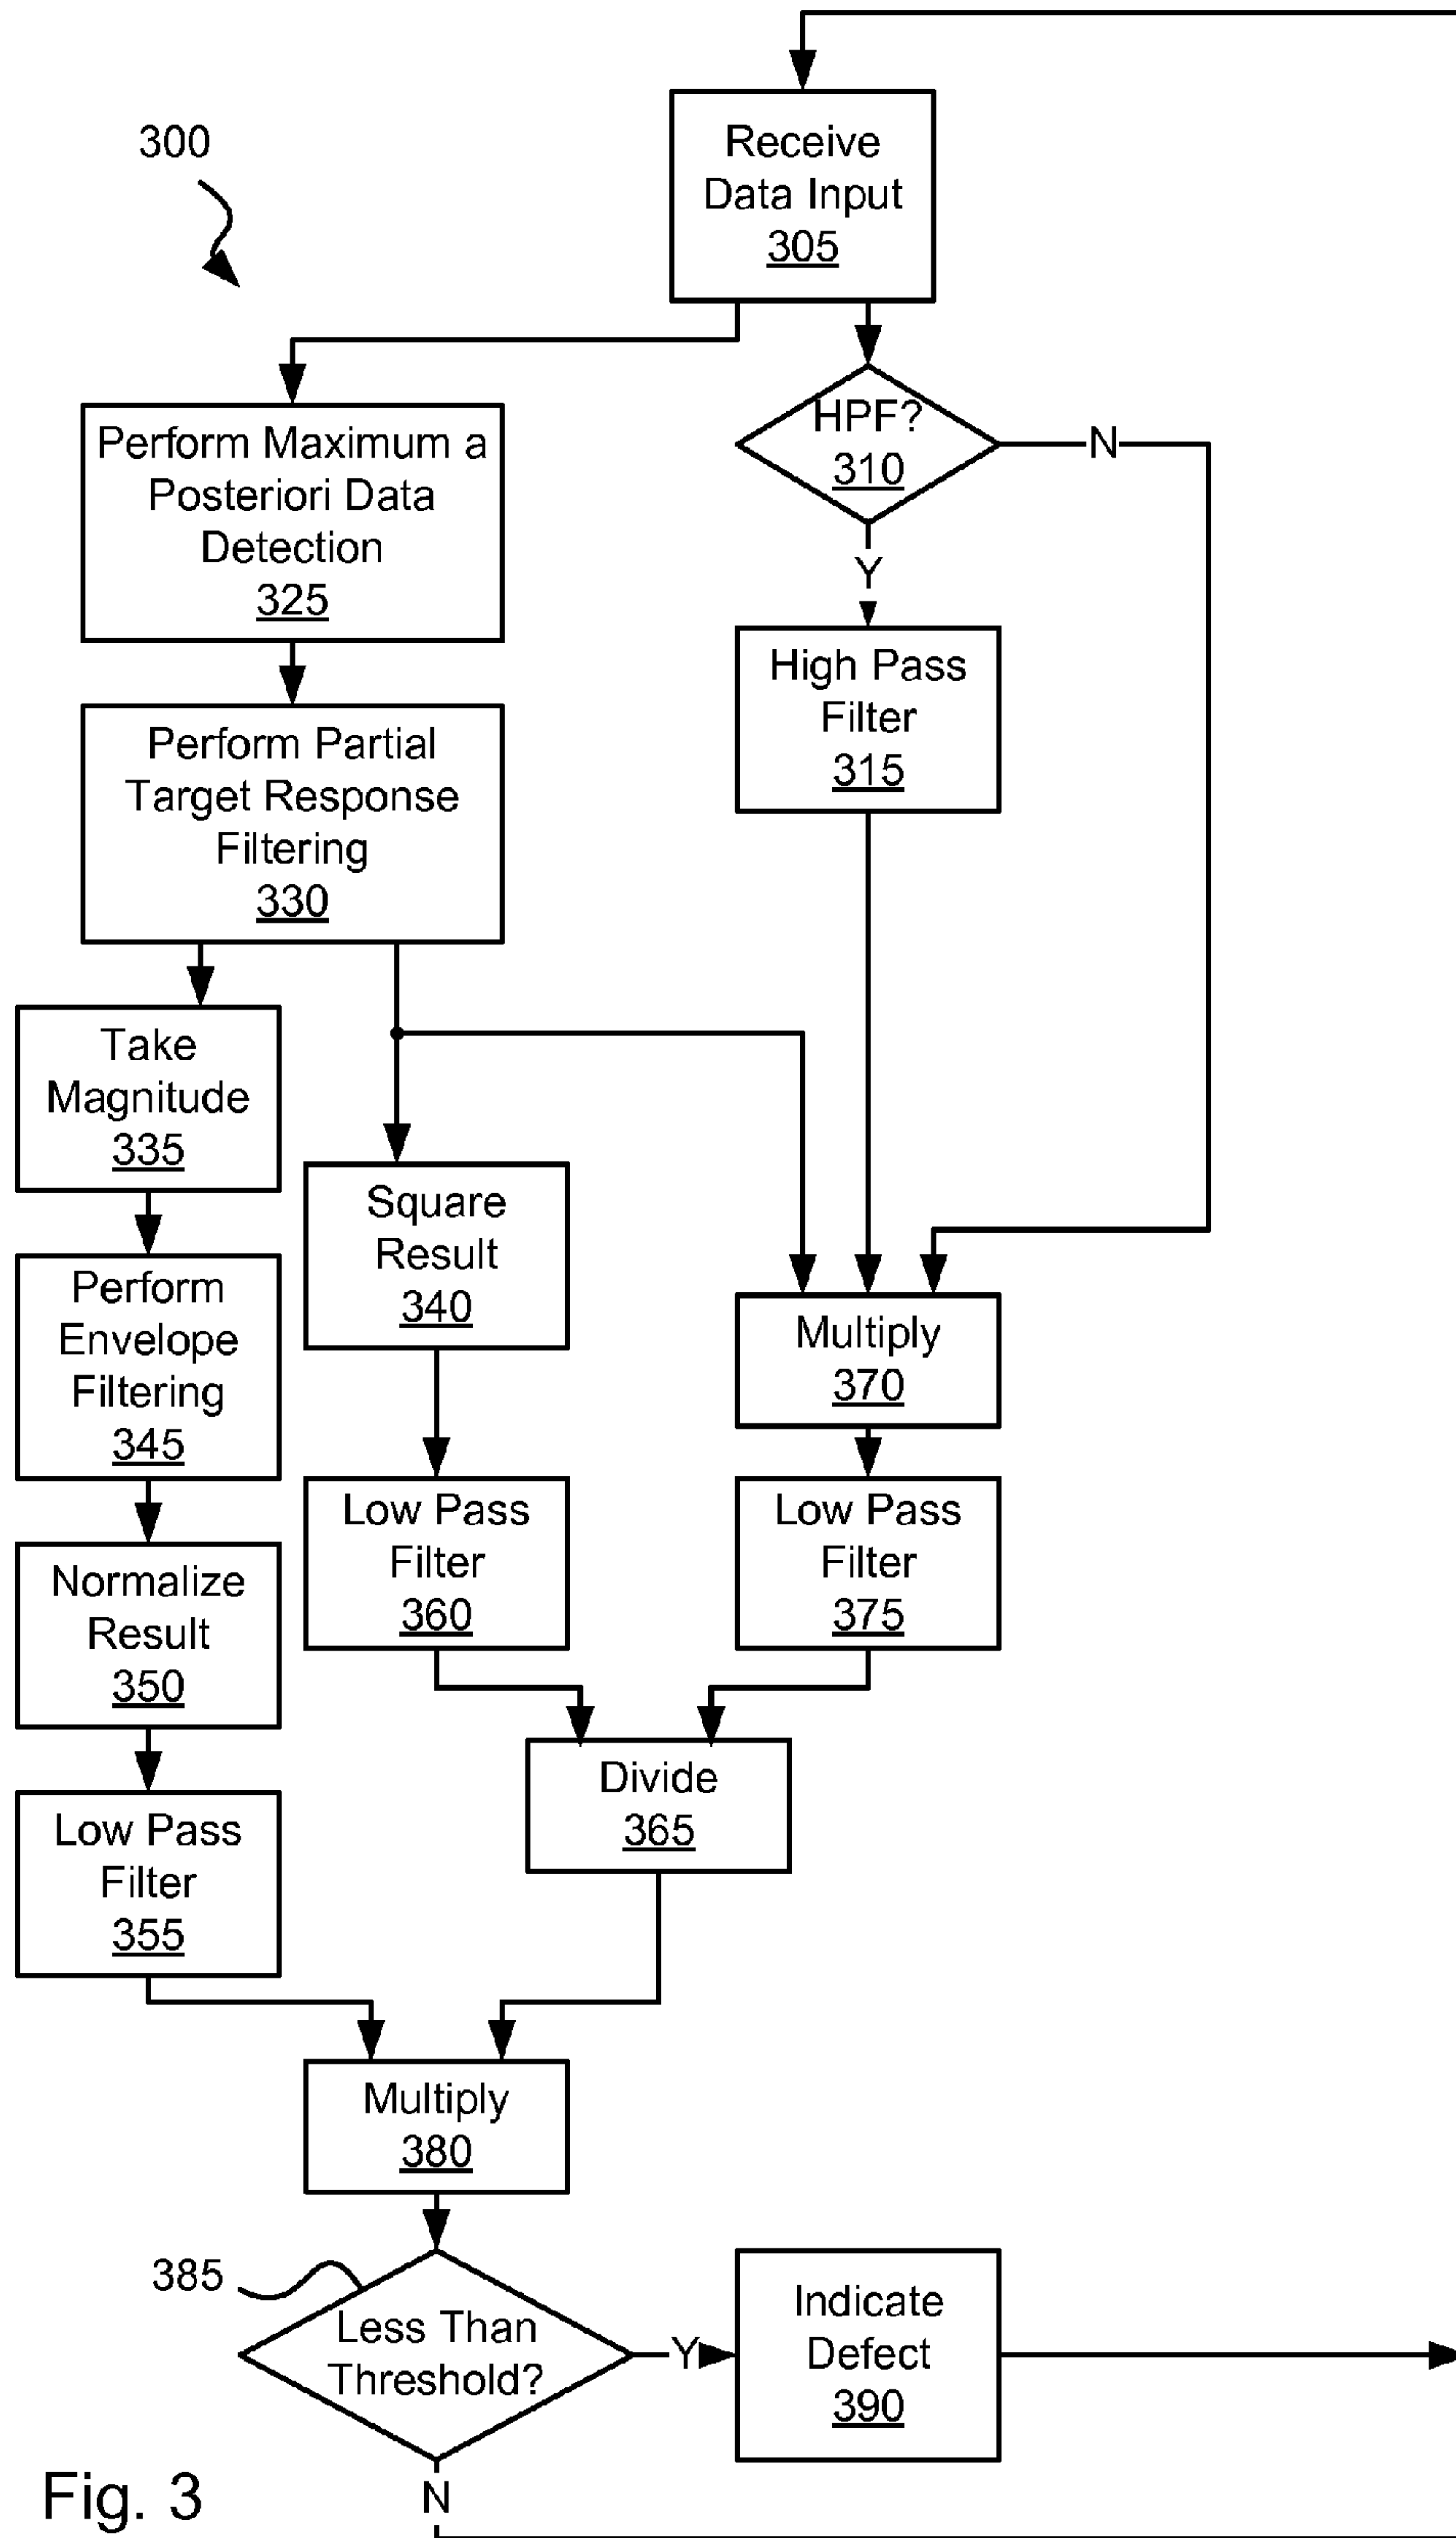 300
Receive
Data Input
305
HPF?
310
N
Y
Perform Maximum a
Posteriori Data
Detection
325
High Pass
Filter
315
Perform Partial
Target Response
Filtering
330
Take
Magnitude
335
Square
Result
340
Perform
Envelope
Filtering
345
Multiply
370
Low Pass
Filter
360
Low Pass
Filter
375
Normalize
Result
350
Divide
365
Low Pass
Filter
355
Multiply
380
385
Less Than
Threshold?
Y
Indicate
Defect
390
N
Fig. 3